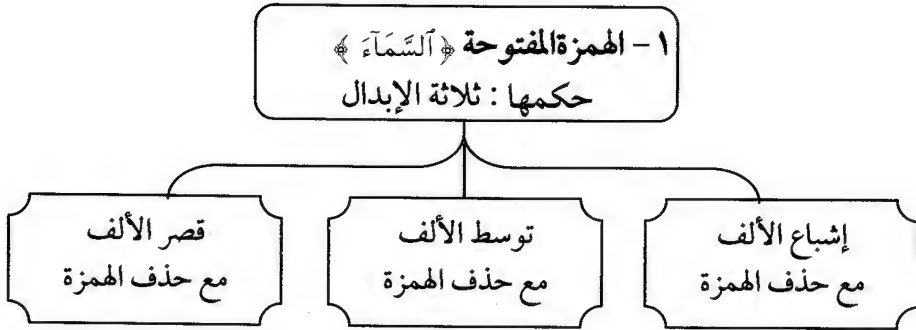 ١ - الهمزة المفتوحة ﴿ ٱلسَّمَآءَ ﴾
حكمها : ثلاثة الإبدال
إشباع الألف
مع حذف الهمزة
توسط الألف
مع حذف الهمزة
قصر الألف
مع حذف الهمزة